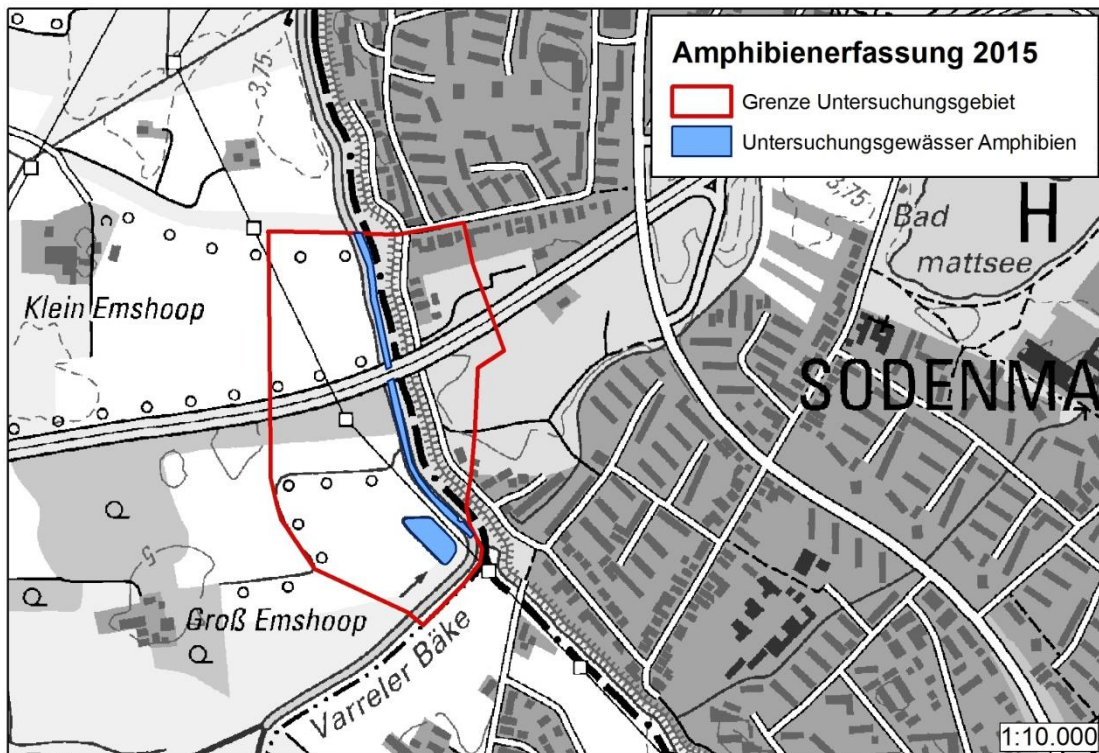 Amphibienerfassung 2015
Grenze Untersuchungsgebiet
Untersuchungsgewässer Amphibien
3,75
3,75
Bad
mattsee
H
Klein Emshoop
SODENMA
5
Groß Emshoop
Varreler Bäke
1:10.000